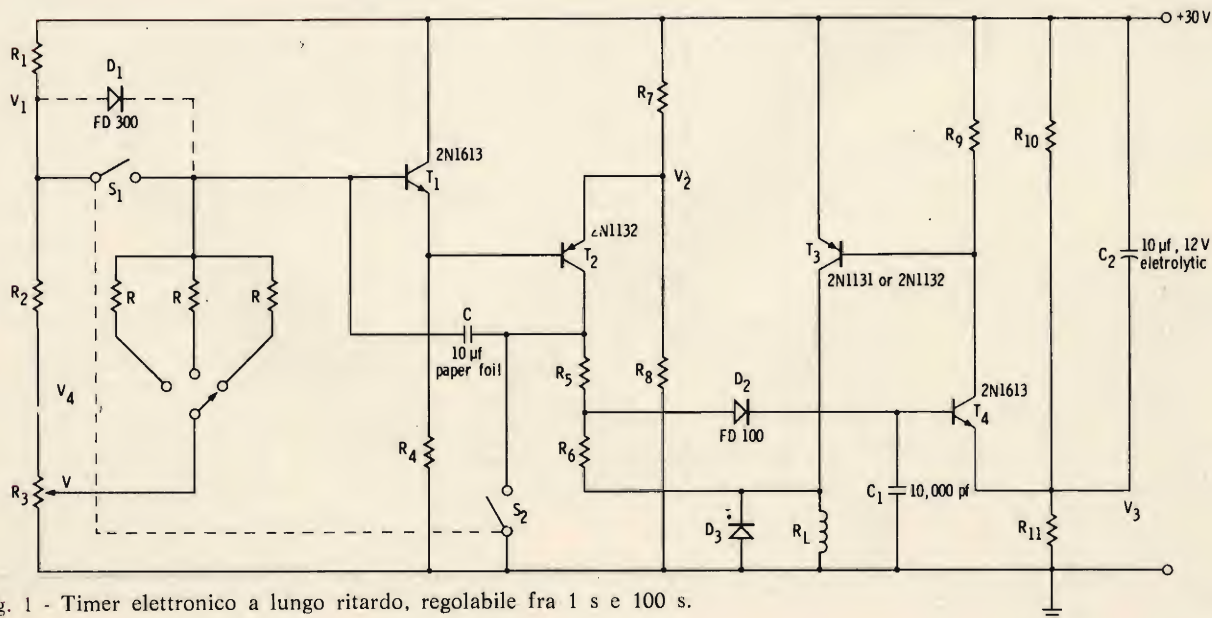 +30 V
R1
D1
FD 300
V1
S1
R2
R
R
R
V4
R3
V
2N1613
T1
R4
C
10 µf
paper foil
2N1132
T2
R5
R6
S2
R7
V2
R8
D2
FD 100
D3
RL
T3
2N1131 or 2N1132
C1
10,000 pf
R9
2N1613
T4
R10
R11
C2
10 µf, 12 V
eletrolytic
V3
g. 1 - Timer elettronico a lungo ritardo, regolabile fra 1 s e 100 s.